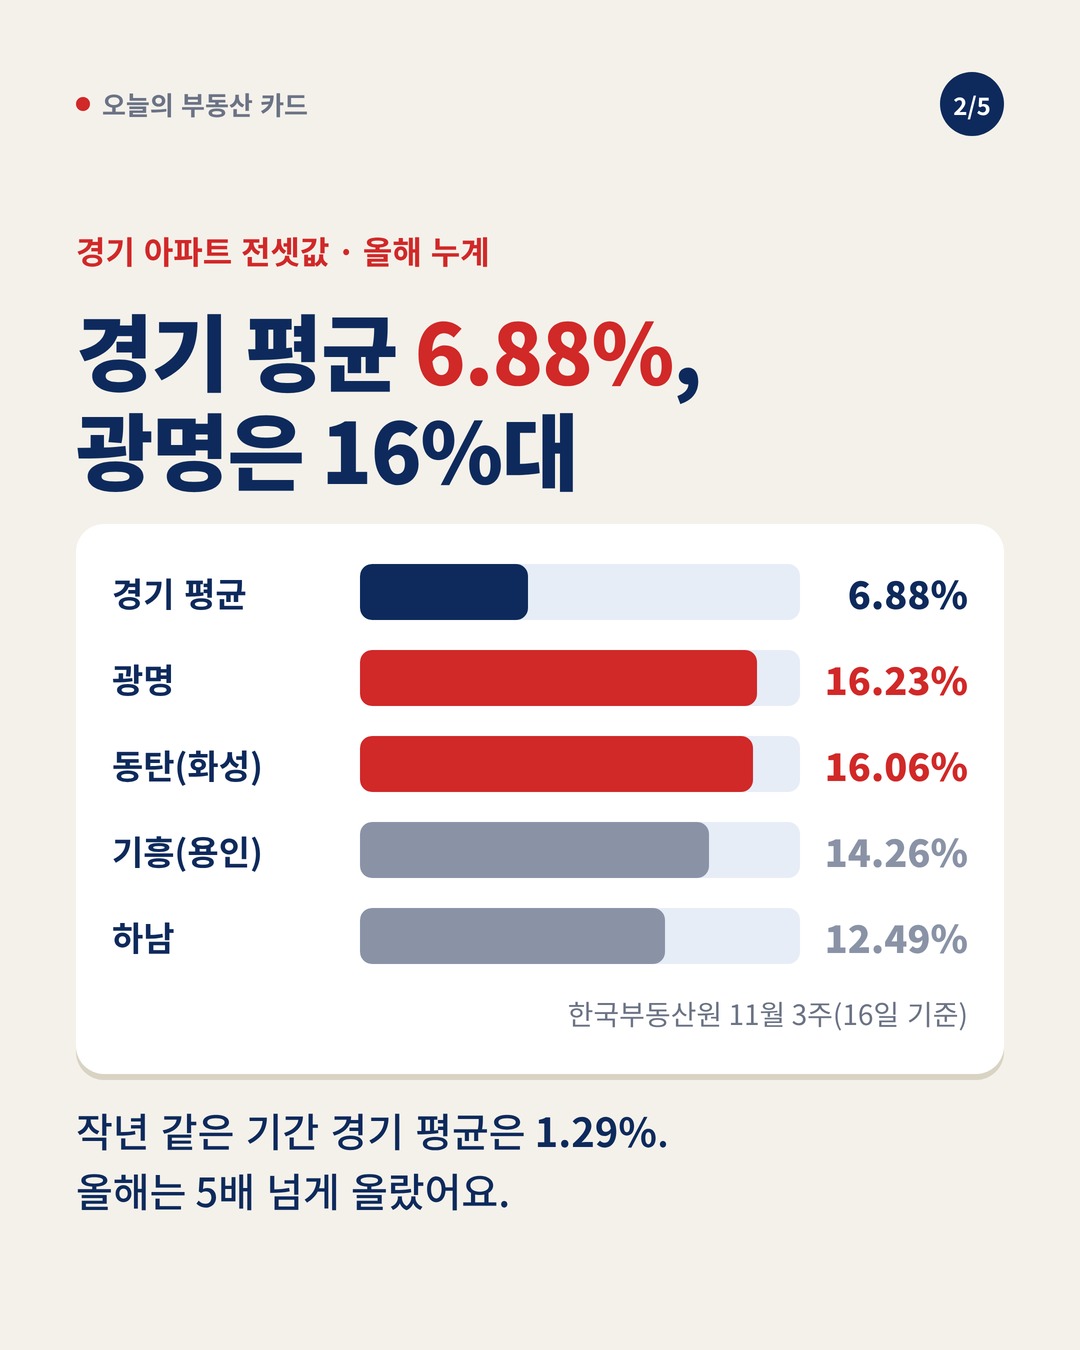 오늘의 부동산 카드
2/5
경기 아파트 전셋값 · 올해 누계
경기 평균 6.88%,
광명은 16%대
경기 평균 6.88%
광명 16.23%
동탄(화성) 16.06%
기흥(용인) 14.26%
하남 12.49%
한국부동산원 11월 3주(16일 기준)
작년 같은 기간 경기 평균은 1.29%.
올해는 5배 넘게 올랐어요.